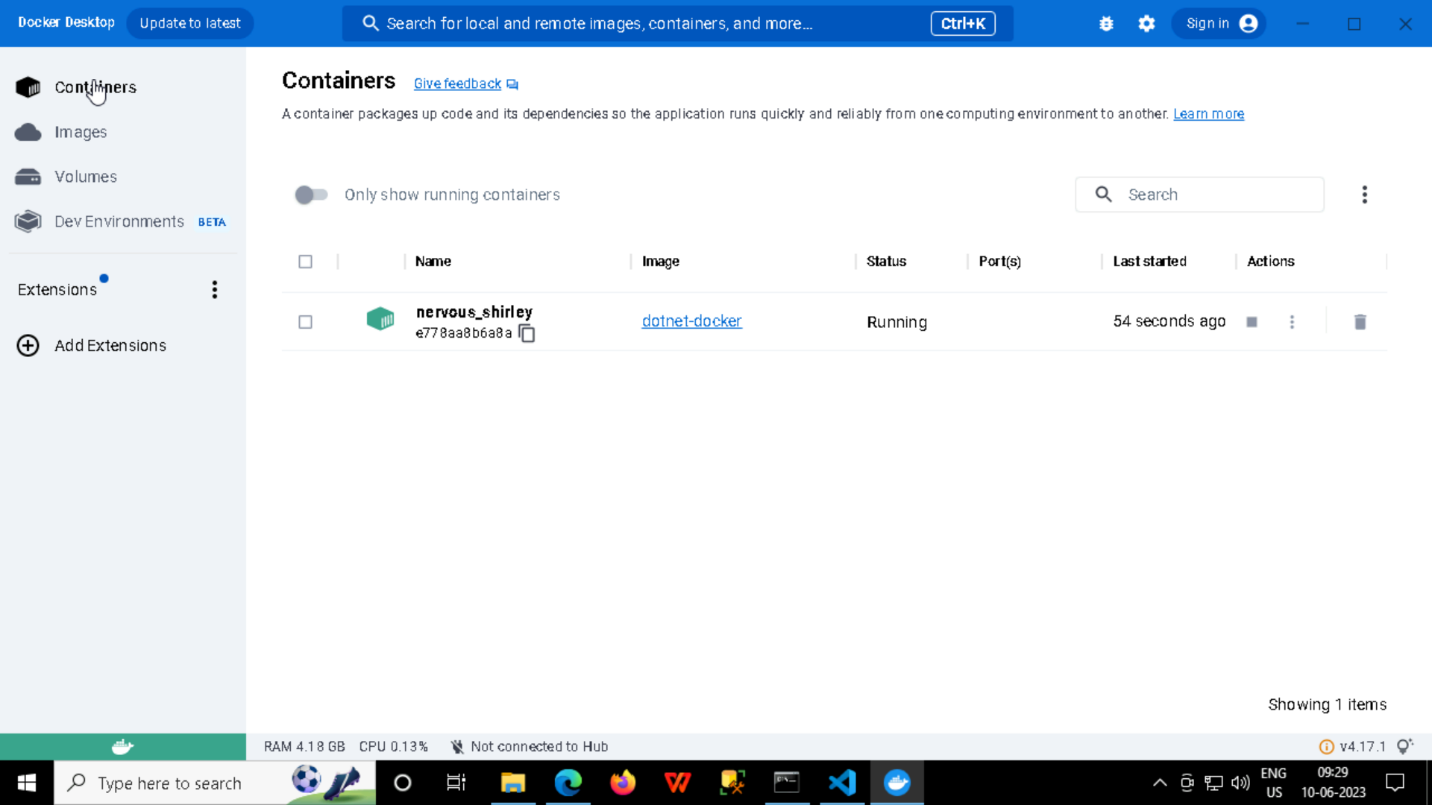 Docker Desktop
Update to latest
Search for local and remote images, containers, and more...
Ctrl+K
Sign in
Containers
Images
Volumes
Dev Environments BETA
Extensions
Add Extensions
Containers
Give feedback
A container packages up code and its dependencies so the application runs quickly and reliably from one computing environment to another. Learn more
Only show running containers
Search
Name Image Status Port(s) Last started Actions
nervous_shirley
e778aa8b6a8a
dotnet-docker
Running
54 seconds ago
Showing 1 items
RAM 4.18 GB CPU 0.13% Not connected to Hub
v4.17.1
Type here to search
ENG
US
09:29
10-06-2023